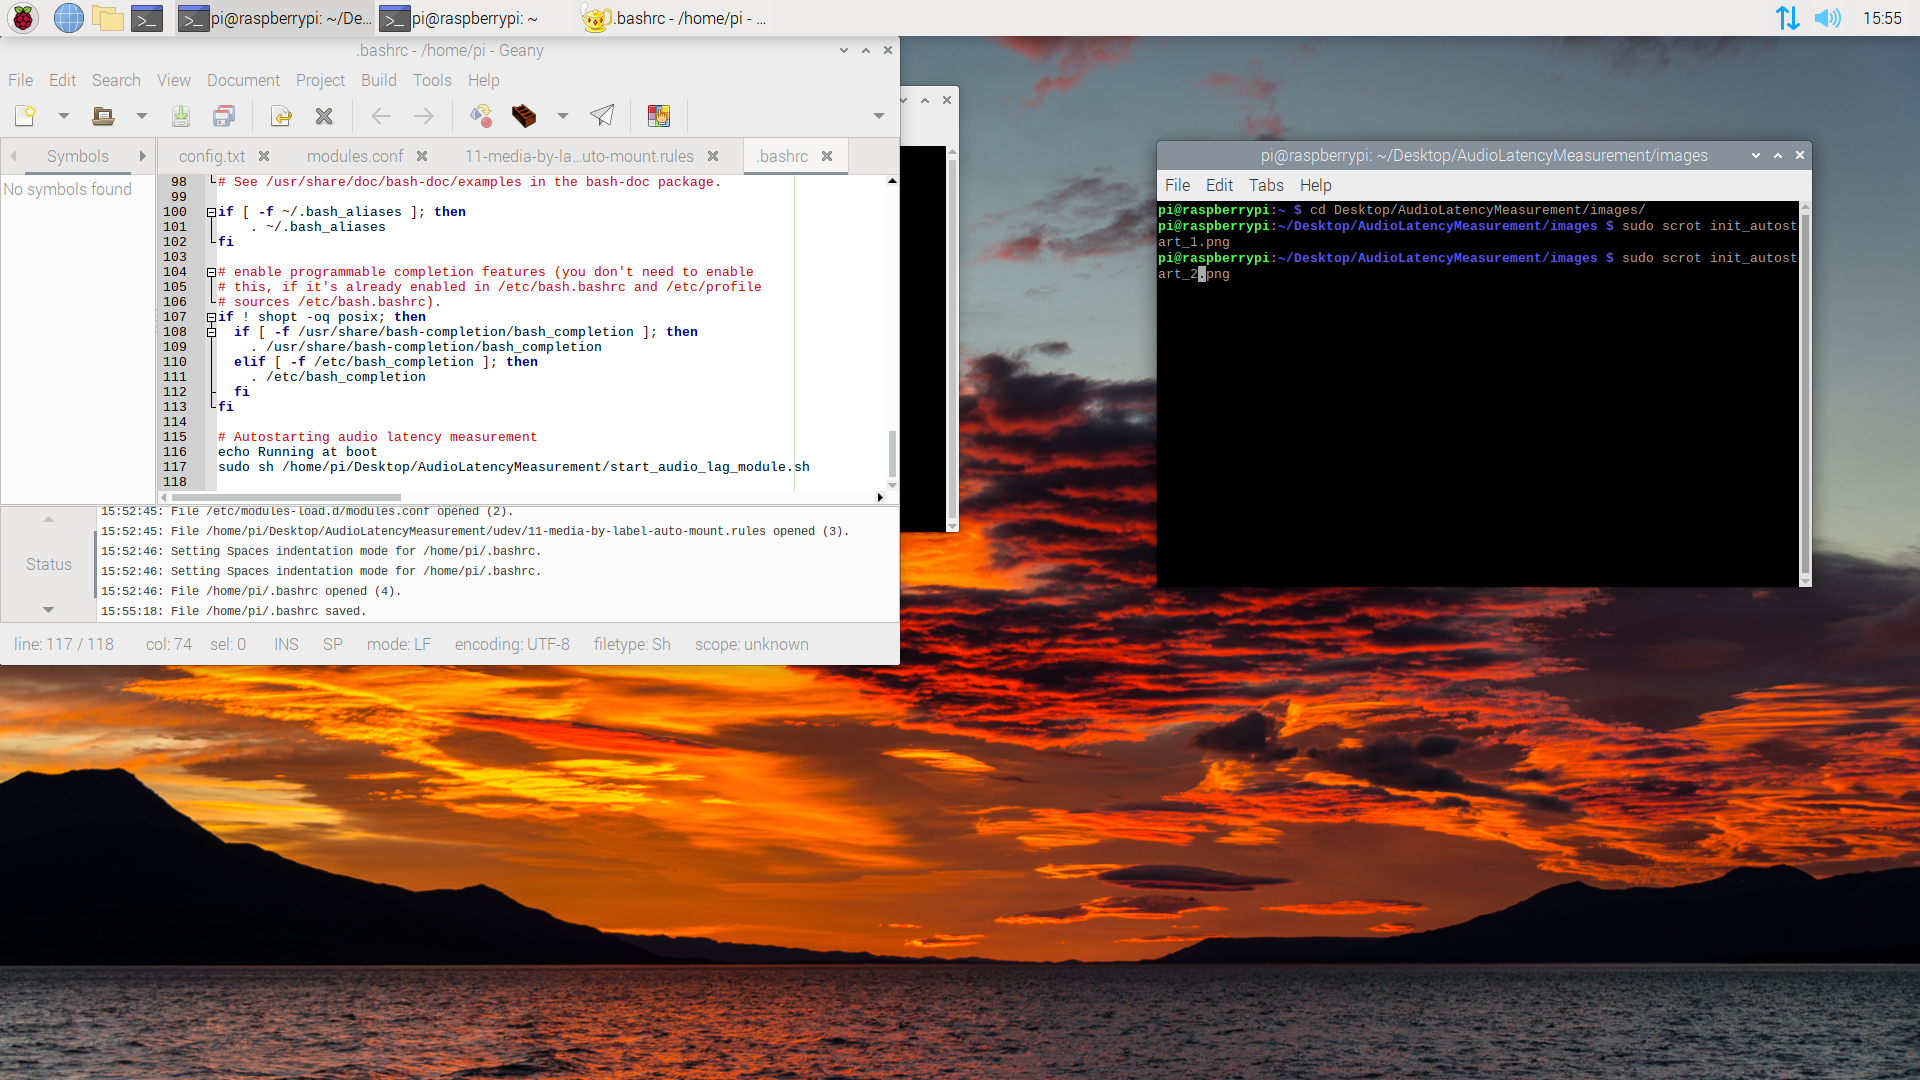 pi@raspberrypi: ~/De...
pi@raspberrypi: ~
.bashrc - /home/pi - ...
15:55
.bashrc - /home/pi - Geany
File Edit Search View Document Project Build Tools Help
Symbols
config.txt
modules.conf
11-media-by-la...uto-mount.rules
.bashrc
No symbols found
98 # See /usr/share/doc/bash-doc/examples in the bash-doc package.
99
100 if [ -f ~/.bash_aliases ]; then
101 . ~/.bash_aliases
102 fi
103
104 # enable programmable completion features (you don't need to enable
105 # this, if it's already enabled in /etc/bash.bashrc and /etc/profile
106 # sources /etc/bash.bashrc).
107 if ! shopt -oq posix; then
108 if [ -f /usr/share/bash-completion/bash_completion ]; then
109 . /usr/share/bash-completion/bash_completion
110 elif [ -f /etc/bash_completion ]; then
111 . /etc/bash_completion
112 fi
113 fi
114
115 # Autostarting audio latency measurement
116 echo Running at boot
117 sudo sh /home/pi/Desktop/AudioLatencyMeasurement/start_audio_lag_module.sh
118
Status
15:52:45: File /etc/modules-load.d/modules.conf opened (2).
15:52:45: File /home/pi/Desktop/AudioLatencyMeasurement/udev/11-media-by-label-auto-mount.rules opened (3).
15:52:46: Setting Spaces indentation mode for /home/pi/.bashrc.
15:52:46: Setting Spaces indentation mode for /home/pi/.bashrc.
15:52:46: File /home/pi/.bashrc opened (4).
15:55:18: File /home/pi/.bashrc saved.
line: 117 / 118 col: 74 sel: 0 INS SP mode: LF encoding: UTF-8 filetype: Sh scope: unknown
pi@raspberrypi: ~/Desktop/AudioLatencyMeasurement/images
File Edit Tabs Help
pi@raspberrypi:~ $ cd Desktop/AudioLatencyMeasurement/images/
pi@raspberrypi:~/Desktop/AudioLatencyMeasurement/images $ sudo scrot init_autost
art_1.png
pi@raspberrypi:~/Desktop/AudioLatencyMeasurement/images $ sudo scrot init_autost
art_2.png